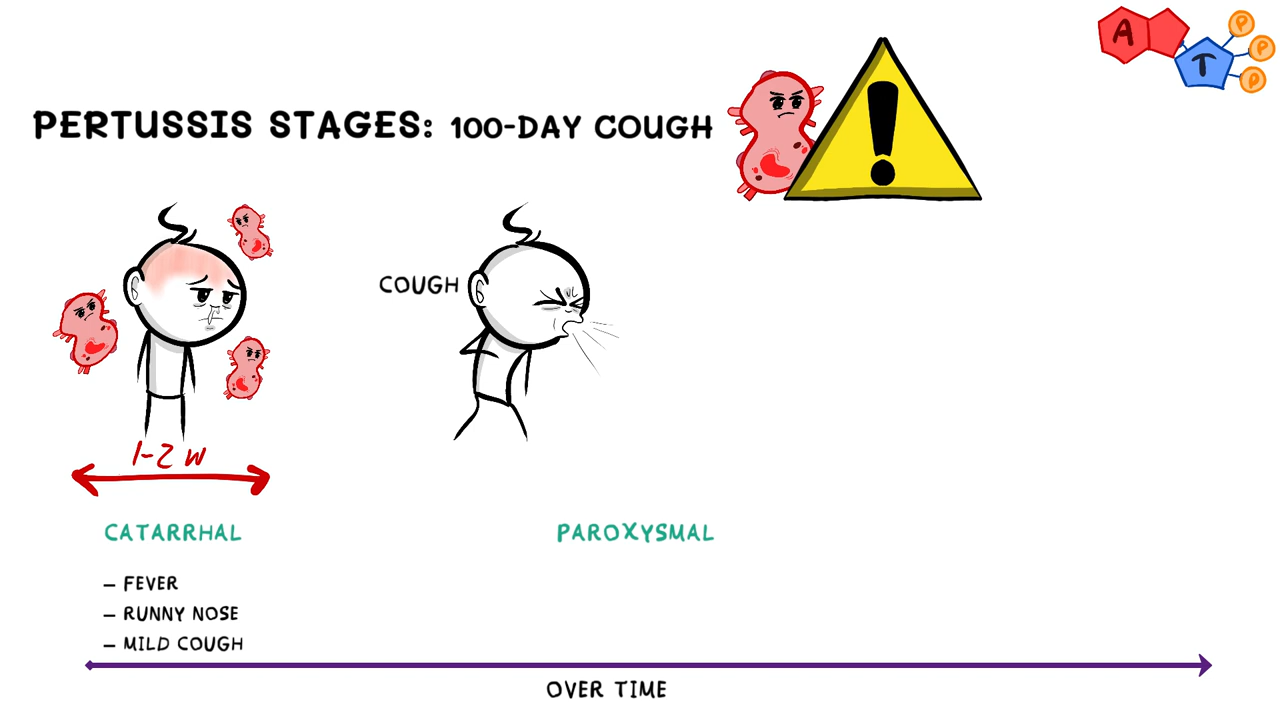 A T P P P
PERTUSSIS STAGES: 100-DAY COUGH
COUGH
1-2 W
CATARRHAL
PAROXYSMAL
- FEVER
- RUNNY NOSE
- MILD COUGH
OVER TIME